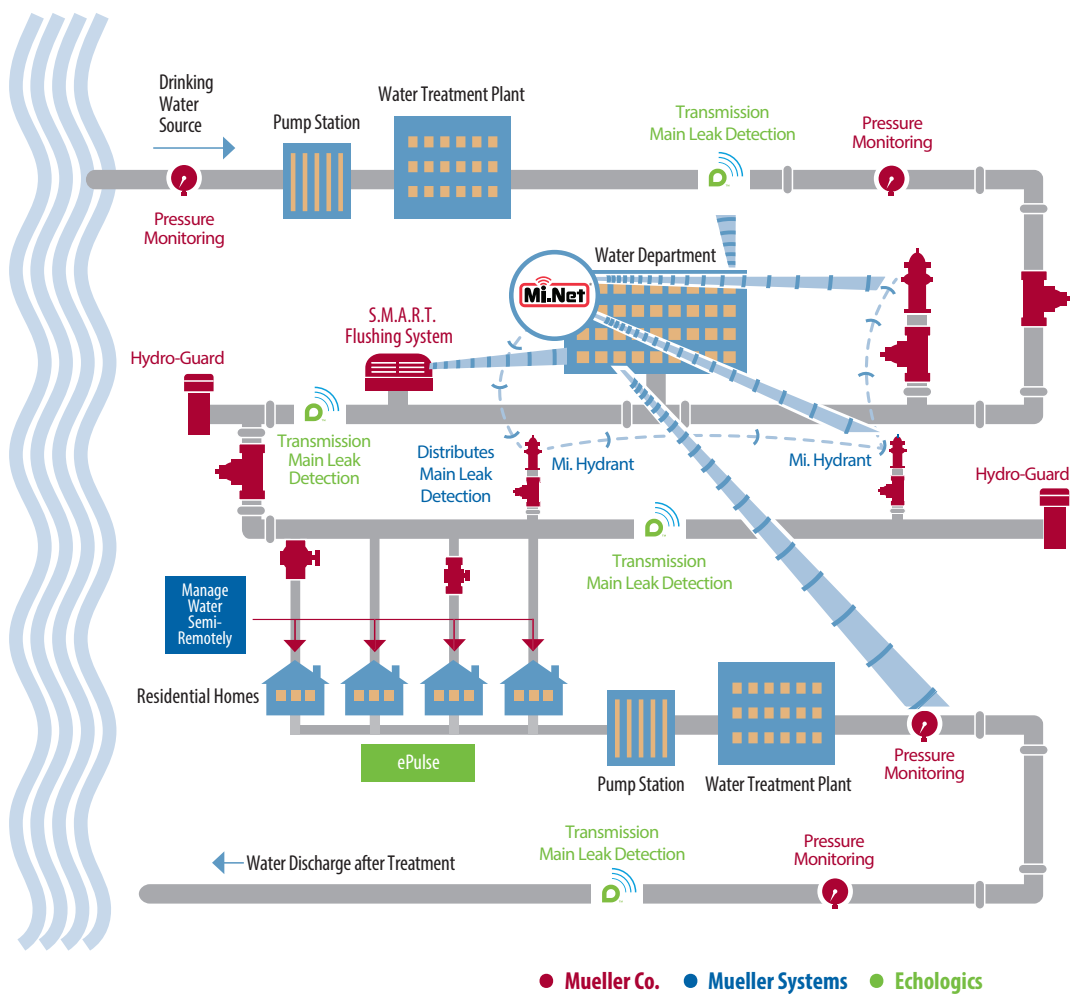 Drinking
Water
Source
Pump Station
Water Treatment Plant
Transmission
Main Leak Detection
Pressure
Monitoring
Pressure
Monitoring
Water Department
Mi.Net
S.M.A.R.T.
Flushing System
Hydro-Guard
Transmission
Main Leak
Detection
Distributes
Main Leak
Detection
Mi. Hydrant
Mi. Hydrant
Hydro-Guard
Transmission
Main Leak Detection
Manage
Water
Semi-
Remotely
Residential Homes
ePulse
Pump Station
Water Treatment Plant
Pressure
Monitoring
Transmission
Main Leak Detection
Pressure
Monitoring
Water Discharge after Treatment
Mueller Co.
Mueller Systems
Echologics